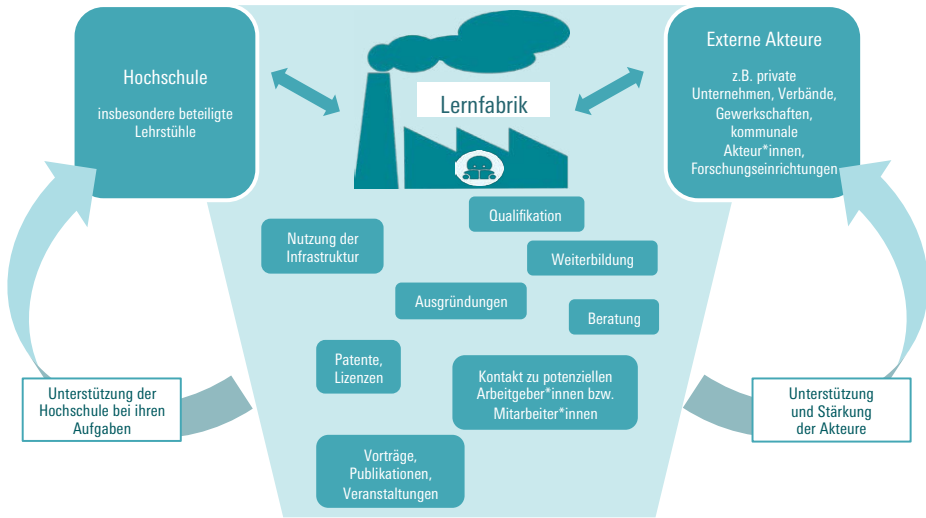 Hochschule
insbesondere beteiligte
Lehrstühle
Lernfabrik
Externe Akteure
z.B. private
Unternehmen, Verbände,
Gewerkschaften,
kommunale
Akteur*innen,
Forschungseinrichtungen
Qualifikation
Nutzung der
Infrastruktur
Weiterbildung
Ausgründungen
Beratung
Patente,
Lizenzen
Kontakt zu potenziellen
Arbeitgeber*innen bzw.
Mitarbeiter*innen
Vorträge,
Publikationen,
Veranstaltungen
Unterstützung der
Hochschule bei ihren
Aufgaben
Unterstützung
und Stärkung
der Akteure